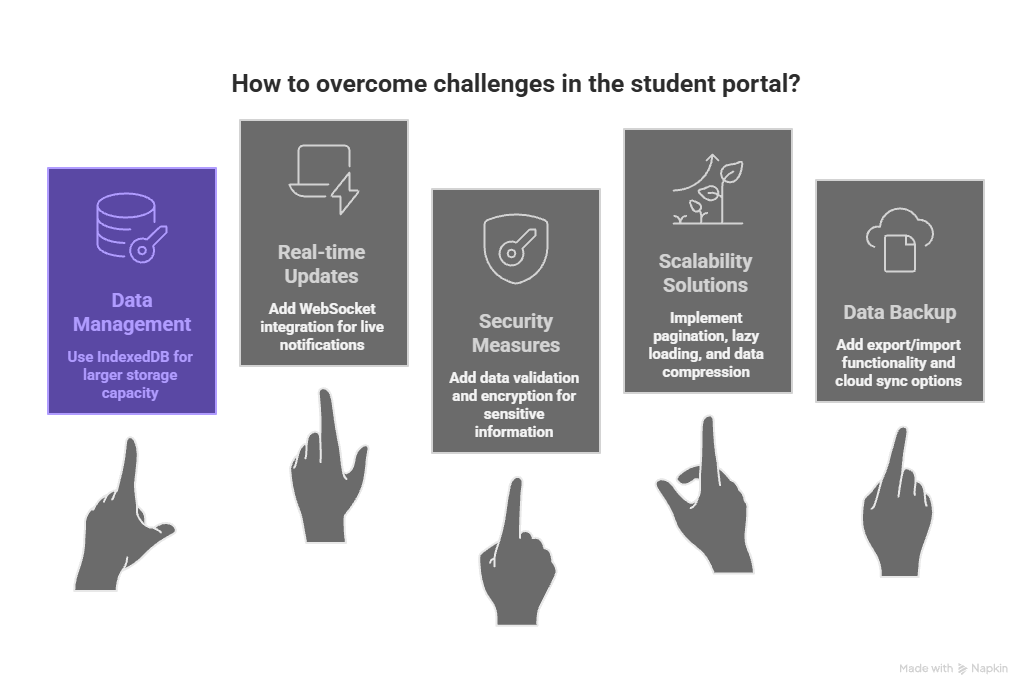 How to overcome challenges in the student portal?
Data
Management
Use IndexedDB for
larger storage
capacity
Real-time
Updates
Add WebSocket
integration for live
notifications
Security
Measures
Add data validation
and encryption for
sensitive
information
Scalability
Solutions
Implement
pagination, lazy
loading, and data
compression
Data Backup
Add export/import
functionality and
cloud sync options
Made with Napkin